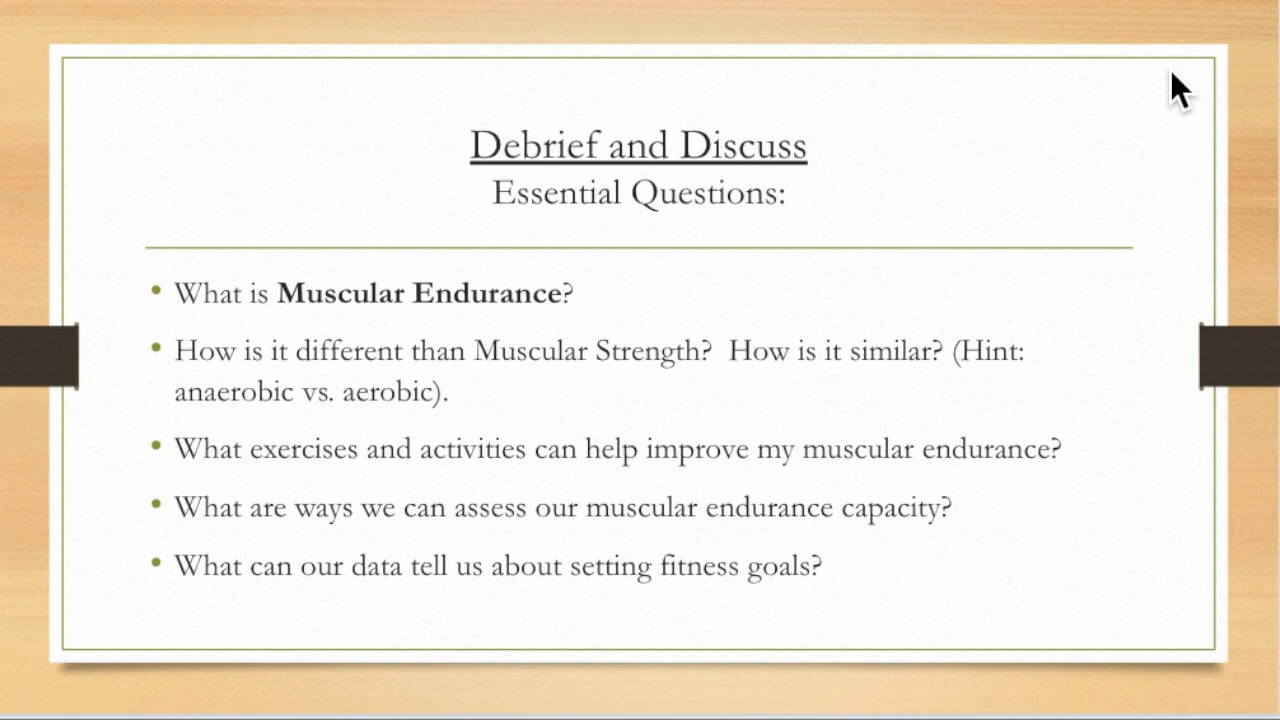 Debrief and Discuss
Essential Questions:
• What is Muscular Endurance?
• How is it different than Muscular Strength?  How is it similar? (Hint:
anaerobic vs. aerobic).
• What exercises and activities can help improve my muscular endurance?
• What are ways we can assess our muscular endurance capacity?
• What can our data tell us about setting fitness goals?